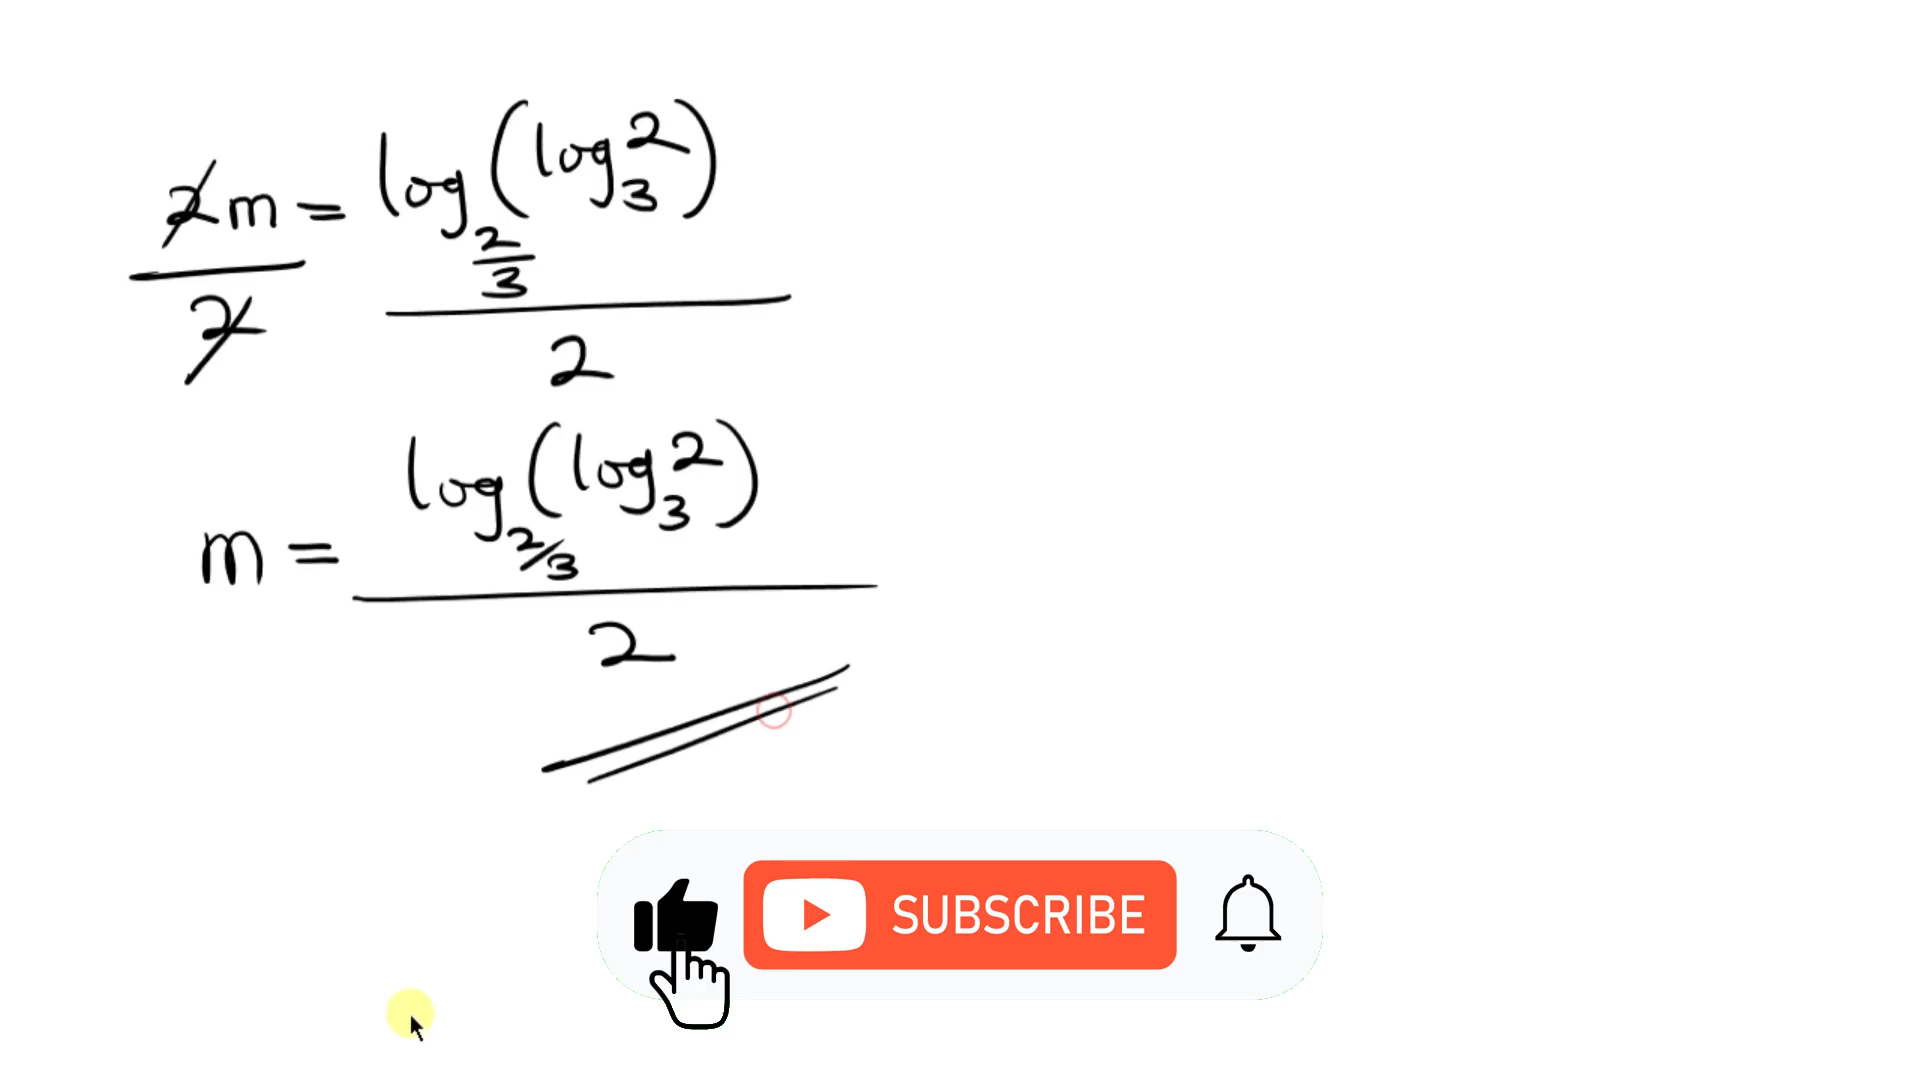 2m = log_{2/3}(log_3 2)
2 2
m = log_{2/3}(log_3 2)
2
SUBSCRIBE